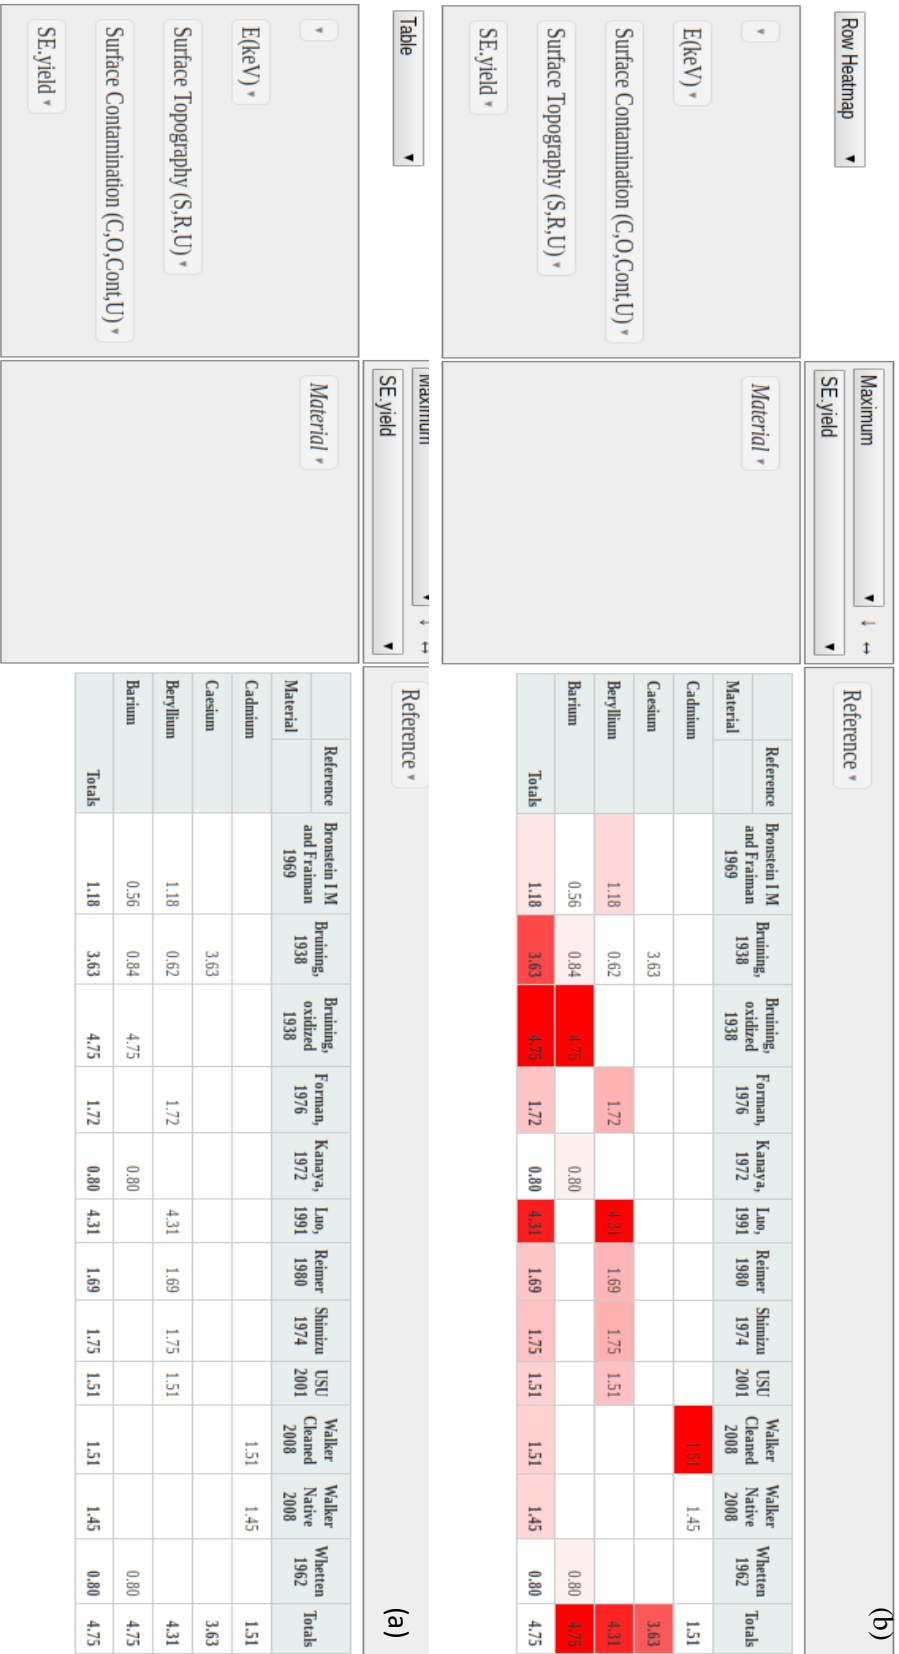 (b)
Row Heatmap
Maximum
SE.yield
Reference
E(keV)
Surface Contamination (C,O,Cont,U)
Surface Topography (S,R,U)
SE.yield
Material
Reference Bronstein I M and Fraiman 1969 Bruining, 1938 Bruining, oxidized 1938 Forman, 1976 Kanaya, 1972 Luo, 1991 Reimer 1980 Shimizu 1974 USU 2001 Walker Cleaned 2008 Walker Native 2008 Whetten 1962 Totals
Material
Cadmium 1.51 1.45 1.51
Caesium 3.63 3.63
Beryllium 1.18 0.62 1.72 4.31 1.69 1.75 1.51 4.31
Barium 0.56 0.84 4.75 0.80 0.80 4.75
Totals 1.18 3.63 4.75 1.72 0.80 4.31 1.69 1.75 1.51 1.51 1.45 0.80 4.75
(a)
Table
Maximum
SE.yield
Reference
E(keV)
Surface Topography (S,R,U)
Surface Contamination (C,O,Cont,U)
SE.yield
Material
Reference Bronstein I M and Fraiman 1969 Bruining, 1938 Bruining, oxidized 1938 Forman, 1976 Kanaya, 1972 Luo, 1991 Reimer 1980 Shimizu 1974 USU 2001 Walker Cleaned 2008 Walker Native 2008 Whetten 1962 Totals
Material
Cadmium 1.51 1.45 1.51
Caesium 3.63 3.63
Beryllium 1.18 0.62 1.72 4.31 1.69 1.75 1.51 4.31
Barium 0.56 0.84 4.75 0.80 0.80 4.75
Totals 1.18 3.63 4.75 1.72 0.80 4.31 1.69 1.75 1.51 1.51 1.45 0.80 4.75